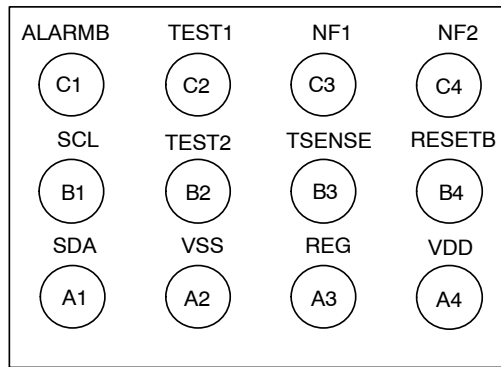 ALARMB TEST1 NF1 NF2
C1 C2 C3 C4
SCL TEST2 TSENSE RESETB
B1 B2 B3 B4
SDA VSS REG VDD
A1 A2 A3 A4